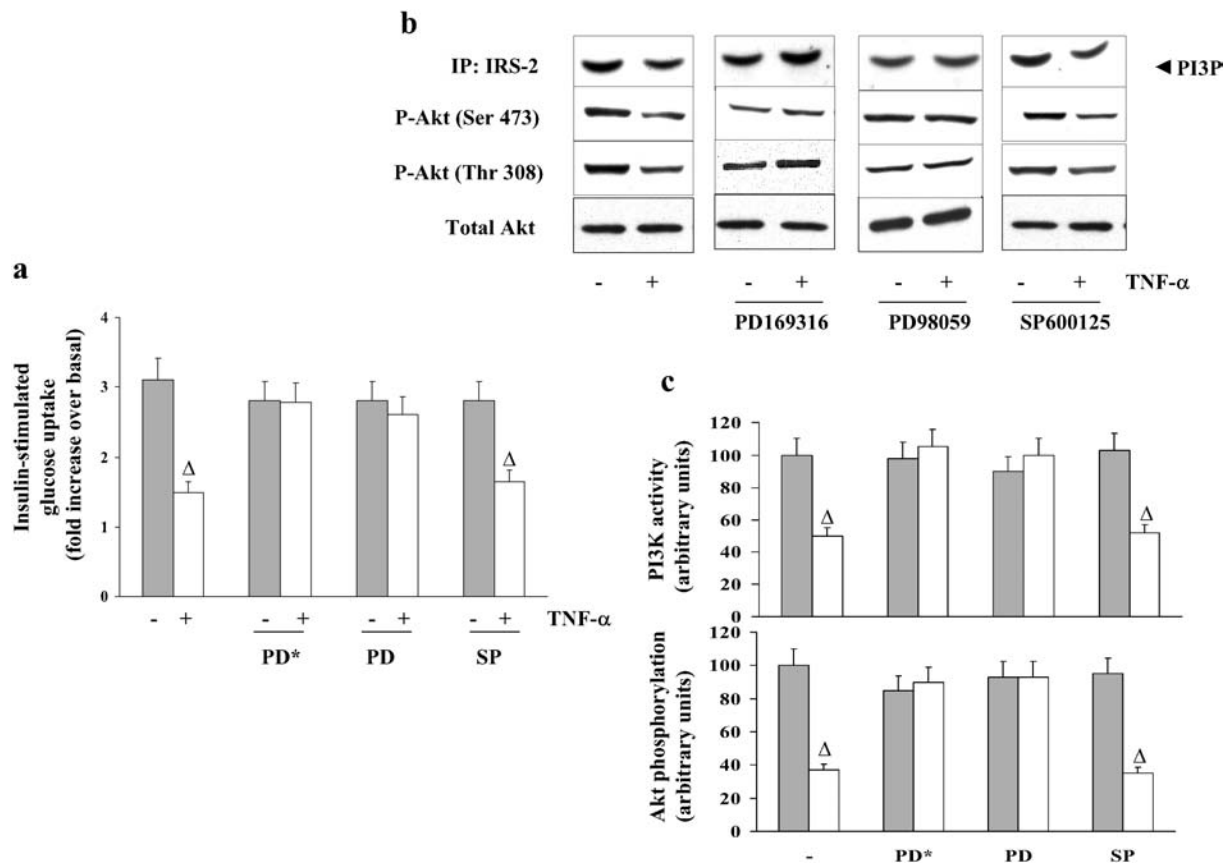 b
IP: IRS-2
◄ PI3P
P-Akt (Ser 473)
P-Akt (Thr 308)
Total Akt
- + - + - + - + TNF-α
PD169316 PD98059 SP600125
a
Insulin-stimulated
glucose uptake
(fold increase over basal)
4
3
2
1
0
Δ
Δ
- + - + - + - + TNF-α
PD* PD SP
c
PI3K activity
(arbitrary units)
120
100
80
60
40
20
0
Δ
Δ
Akt phosphorylation
(arbitrary units)
120
100
80
60
40
20
0
Δ
Δ
- PD* PD SP